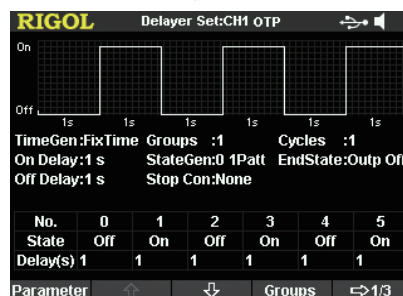 RIGOL Delayer Set:CH1 OTP
On
Off
1s 1s 1s 1s 1s 1s
TimeGen:FixTime Groups :1 Cycles :1
On Delay:1 s StateGen:0 1Patt EndState:Outp Off
Off Delay:1 s Stop Con:None
No. 0 1 2 3 4 5
State Off On Off On Off On
Delay(s) 1 1 1 1 1 1
Parameter Groups 1/3